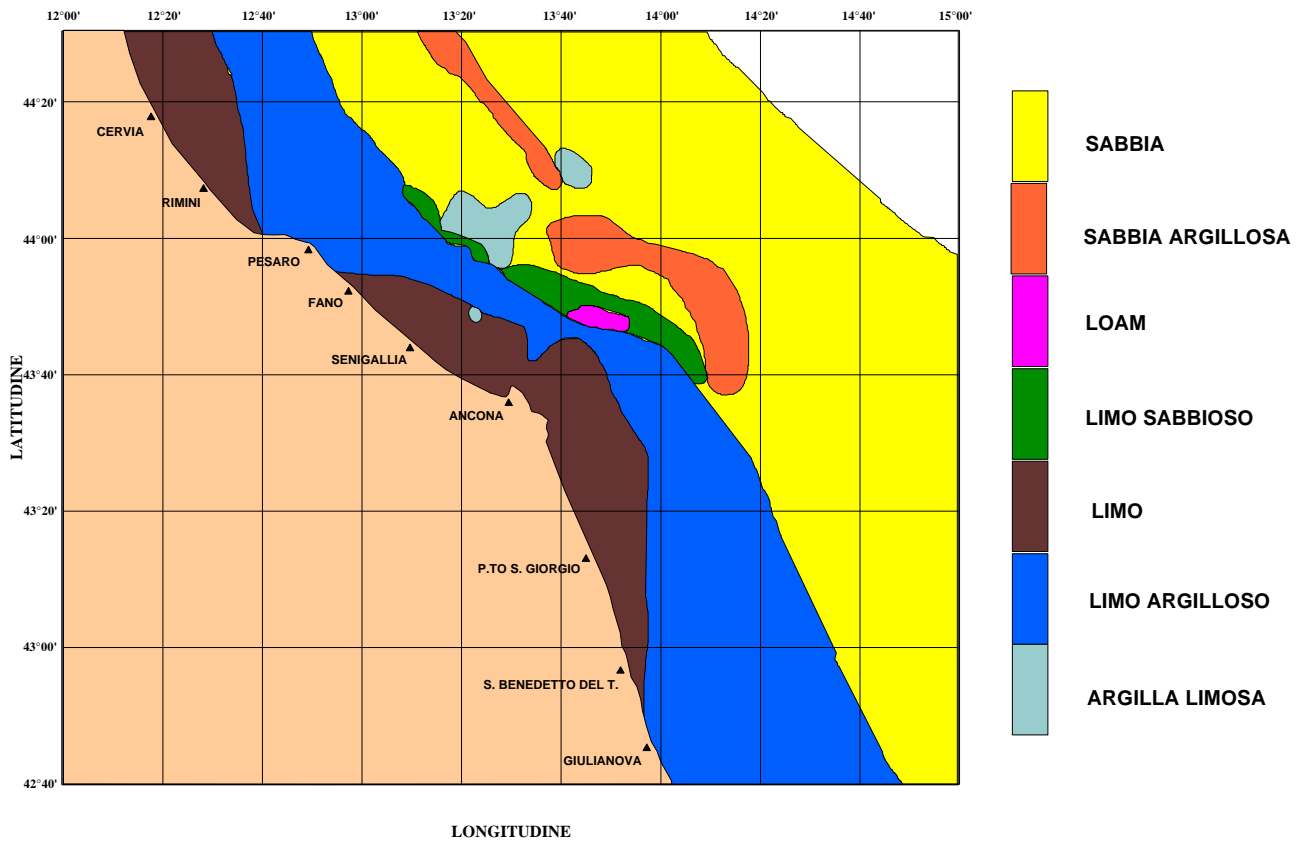 12°00' 12°20' 12°40' 13°00' 13°20' 13°40' 14°00' 14°20' 14°40' 15°00'
44°20'
44°00'
43°40'
43°20'
43°00'
42°40'
LATITUDINE
LONGITUDINE
CERVIA
RIMINI
PESARO
FANO
SENIGALLIA
ANCONA
P.TO S. GIORGIO
S. BENEDETTO DEL T.
GIULIANOVA
SABBIA
SABBIA ARGILLOSA
LOAM
LIMO SABBIOSO
LIMO
LIMO ARGILLOSO
ARGILLA LIMOSA